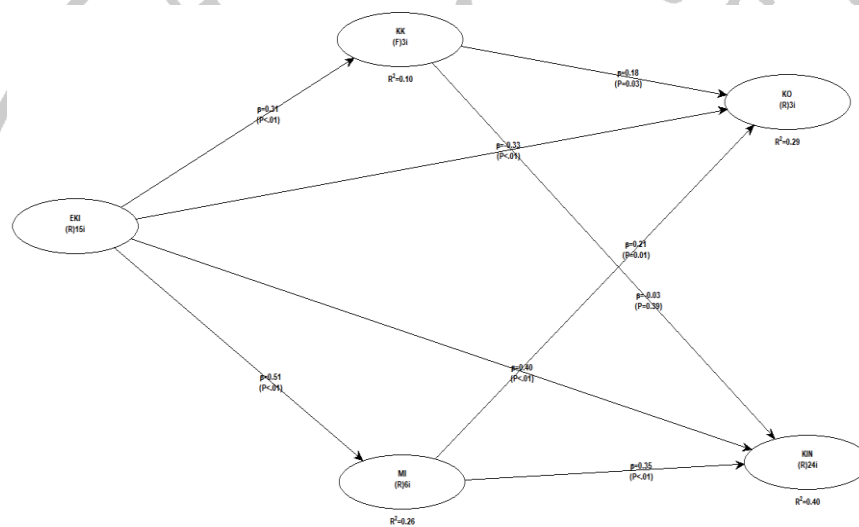 KK
(F)3i
R²=0.10
β=0.18
(P=0.03)
KO
(R)3i
R²=0.29
β=0.31
(P<.01)
β=0.33
(P<.01)
EKI
(R)15i
β=0.21
(P=0.01)
β=-0.03
(P=0.39)
β=0.51
(P<.01)
β=0.40
(P<.01)
KIN
(R)24i
R²=0.40
β=0.35
(P<.01)
MI
(R)6i
R²=0.26